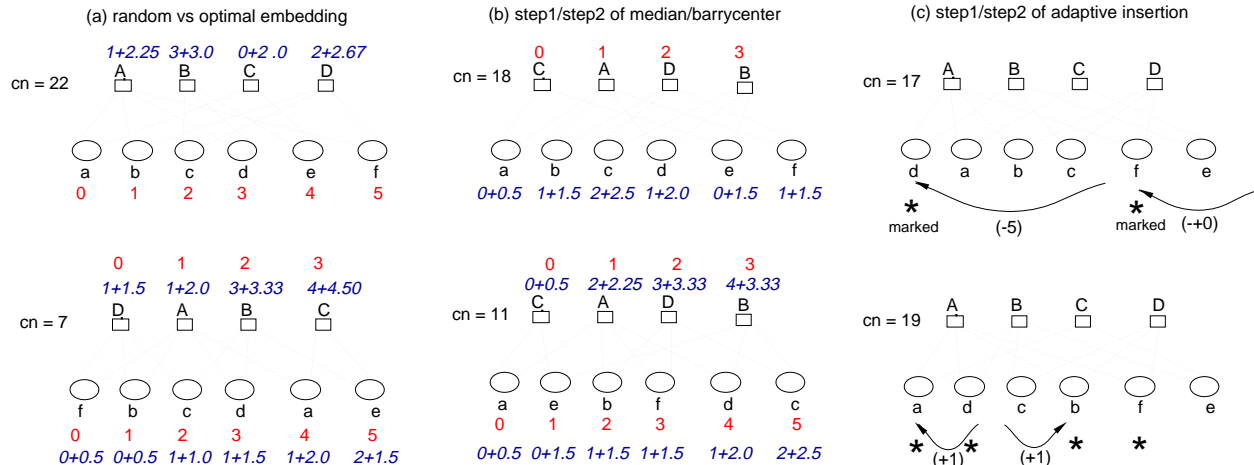 (a) random vs optimal embedding
1+2.25 3+3.0 0+2 .0 2+2.67
A B C D
cn = 22
a b c d e f
0 1 2 3 4 5
0 1 2 3
1+1.5 1+2.0 3+3.33 4+4.50
D A B C
cn = 7
f b c d a e
0 1 2 3 4 5
0+0.5 0+0.5 1+1.0 1+1.5 1+2.0 2+1.5
(b) step1/step2 of median/barrycenter
0 1 2 3
C A D B
cn = 18
a b c d e f
0+0.5 1+1.5 2+2.5 1+2.0 0+1.5 1+1.5
0 1 2 3
0+0.5 2+2.25 3+3.33 4+3.33
C A D B
cn = 11
a e b f d c
0 1 2 3 4 5
0+0.5 0+1.5 1+1.5 1+1.5 1+2.0 2+2.5
(c) step1/step2 of adaptive insertion
A B C D
cn = 17
d a b c f e
* *
marked (-5) marked (-+0)
A B C D
cn = 19
a d c b f e
* * * *
(+1) (+1)